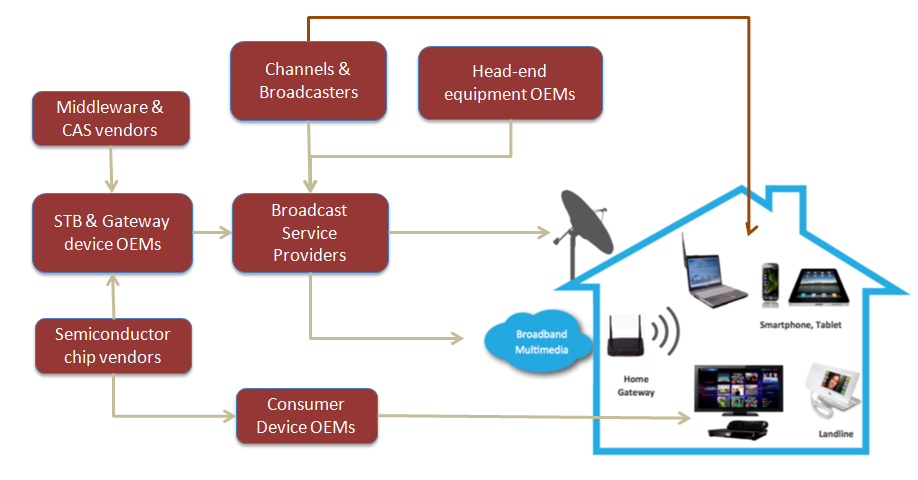 Channels &
Broadcasters
Head-end
equipment OEMs
Middleware &
CAS vendors
STB & Gateway
device OEMs
Broadcast
Service
Providers
Semiconductor
chip vendors
Consumer
Device OEMs
Broadband
Multimedia
Smartphone, Tablet
Home
Gateway
Landline